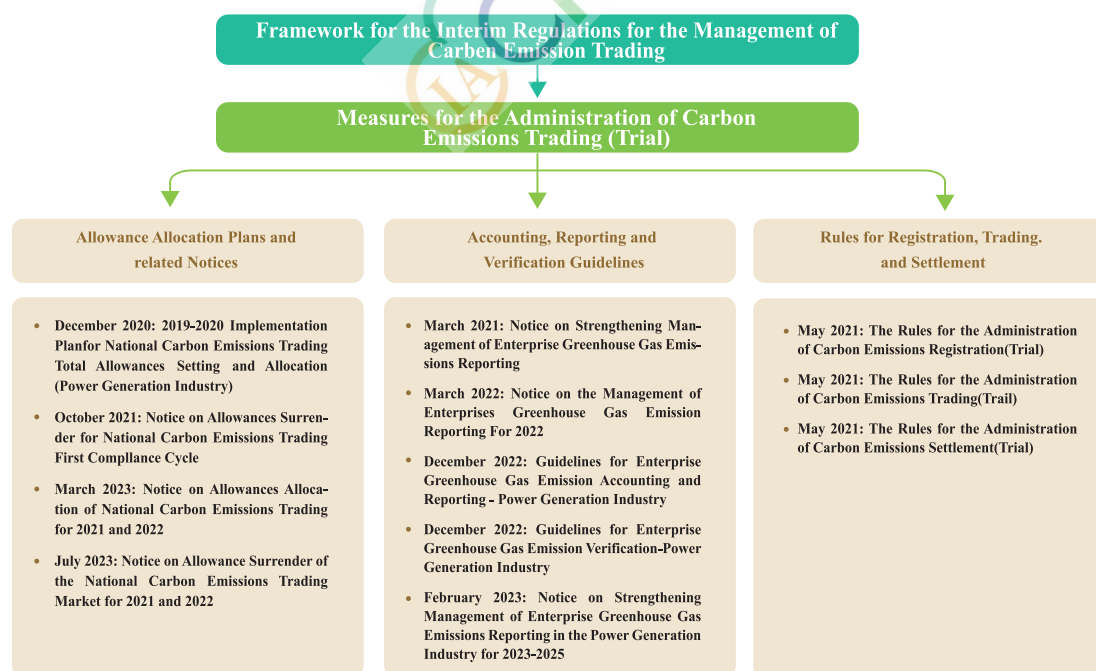 Framework for the Interim Regulations for the Management of
Carben Emission Trading
Measures for the Administration of Carbon
Emissions Trading (Trial)
Allowance Allocation Plans and
related Notices
December 2020: 2019-2020 Implementation
Planfor National Carbon Emissions Trading
Total Allowances Setting and Allocation
(Power Generation Industry)
October 2021: Notice on Allowances Surren-
der for National Carbon Emissions Trading
First Compllance Cycle
March 2023: Notice on Allowances Alloca-
tion of National Carbon Emissions Trading
for 2021 and 2022
July 2023: Notice on Allowance Surrender of
the National Carbon Emissions Trading
Market for 2021 and 2022
Accounting, Reporting and
Verification Guidelines
March 2021: Notice on Strengthening Man-
agement of Enterprise Greenhouse Gas Emis-
sions Reporting
March 2022: Notice on the Management of
Enterprises Greenhouse Gas Emission
Reporting For 2022
December 2022: Guidelines for Enterprise
Greenhouse Gas Emission Accounting and
Reporting - Power Generation Industry
December 2022: Guidelines for Enterprise
Greenhouse Gas Emission Verification-Power
Generation Industry
February 2023: Notice on Strengthening
Management of Enterprise Greenhouse Gas
Emissions Reporting in the Power Generation
Industry for 2023-2025
Rules for Registration, Trading.
and Settlement
May 2021: The Rules for the Administration
of Carbon Emissions Registration(Trial)
May 2021: The Rules for the Administration
of Carbon Emissions Trading(Trail)
May 2021: The Rules for the Administration
of Carbon Emissions Settlement(Trial)